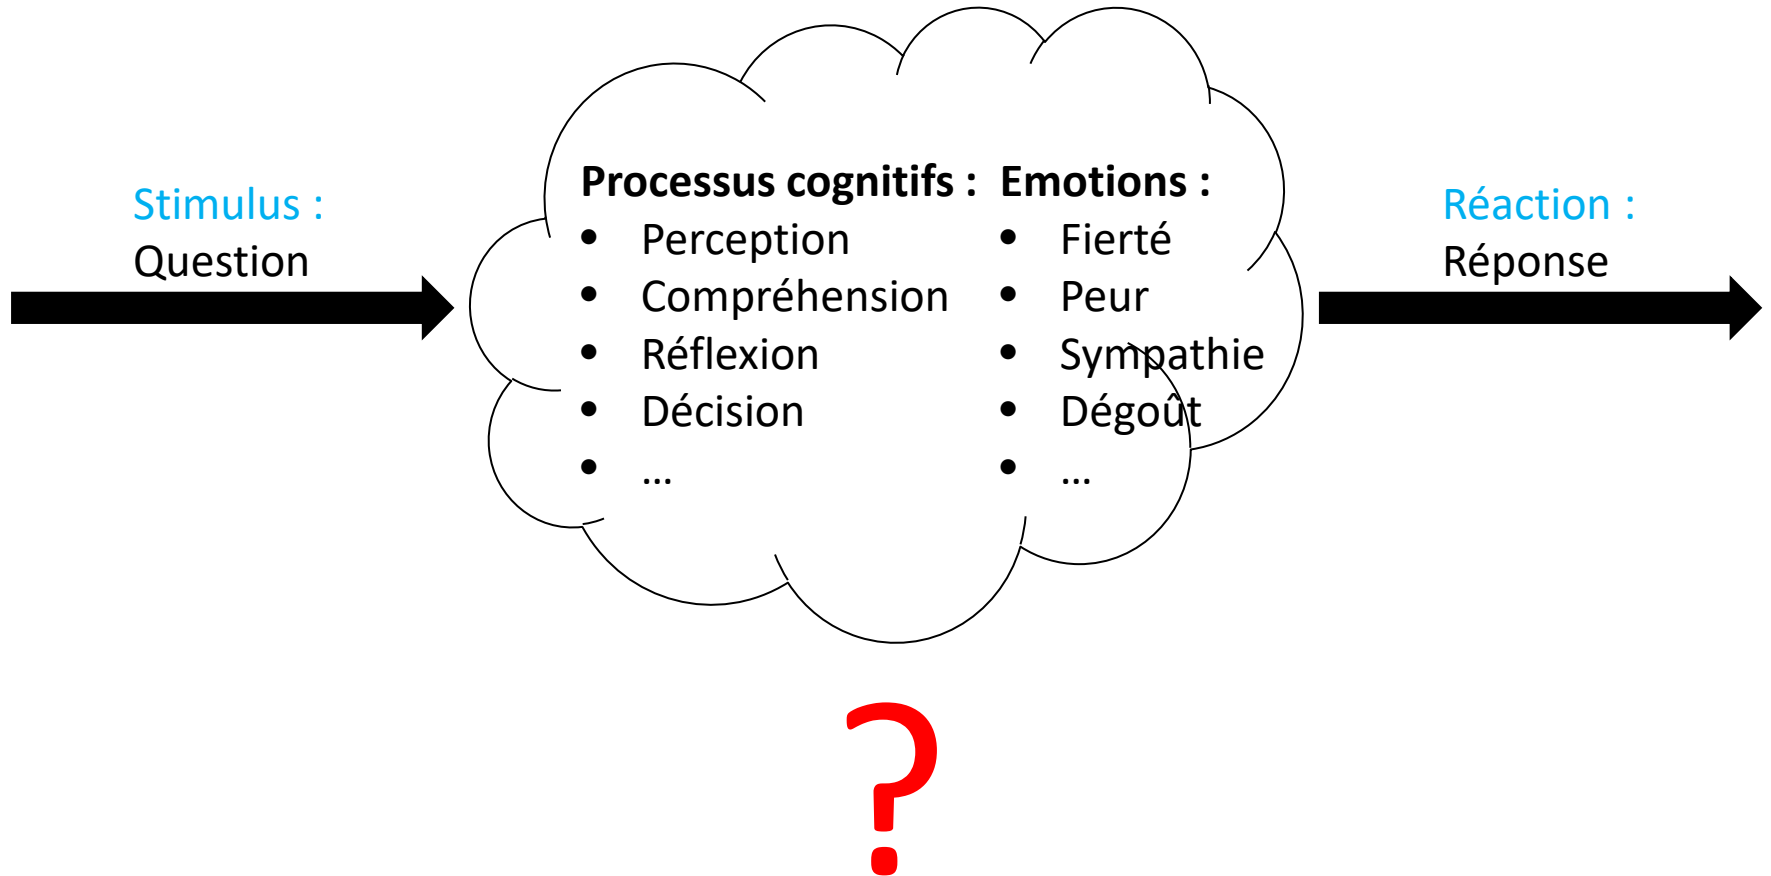 Stimulus :
Question
Processus cognitifs :
• Perception
• Compréhension
• Réflexion
• Décision
• ...
Emotions :
• Fierté
• Peur
• Sympathie
• Dégoût
• ...
Réaction :
Réponse
?